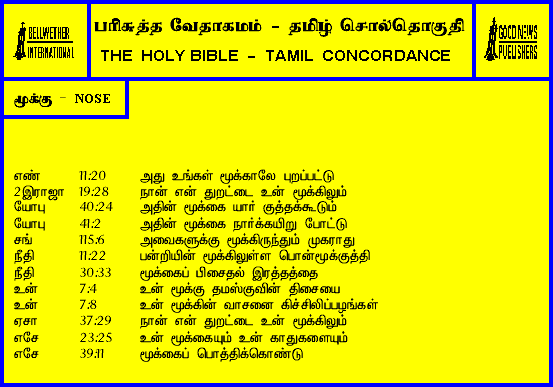 BELLWETHER
INTERNATIONAL
பரிசுத்த வேதாகமம் - தமிழ் சொல்தொகுதி
THE HOLY BIBLE - TAMIL CONCORDANCE
GOOD NEWS
PUBLISHERS
மூக்கு - NOSE
எண் 11:20 அது உங்கள் மூக்காலே புறப்பட்டு
2இராஜா 19:28 நான் என் துறட்டை உன் மூக்கிலும்
யோபு 40:24 அதின் மூக்கை யார் குத்தக்கூடும்
யோபு 41:2 அதின் மூக்கை நார்க்கயிறு போட்டு
சங் 115:6 அவைகளுக்கு மூக்கிருந்தும் முகராது
நீதி 11:22 பன்றியின் மூக்கிலுள்ள பொன்மூக்குத்தி
நீதி 30:33 மூக்கைப் பிசைதல் இரத்தத்தை
உன் 7:4 உன் மூக்கு தமஸ்குவின் திசையை
உன் 7:8 உன் மூக்கின் வாசனை கிச்சிலிப்பழங்கள்
ஏசா 37:29 நான் என் துறட்டை உன் மூக்கிலும்
எசே 23:25 உன் மூக்கையும் உன் காதுகளையும்
எசே 39:11 மூக்கைப் பொத்திக்கொண்டு